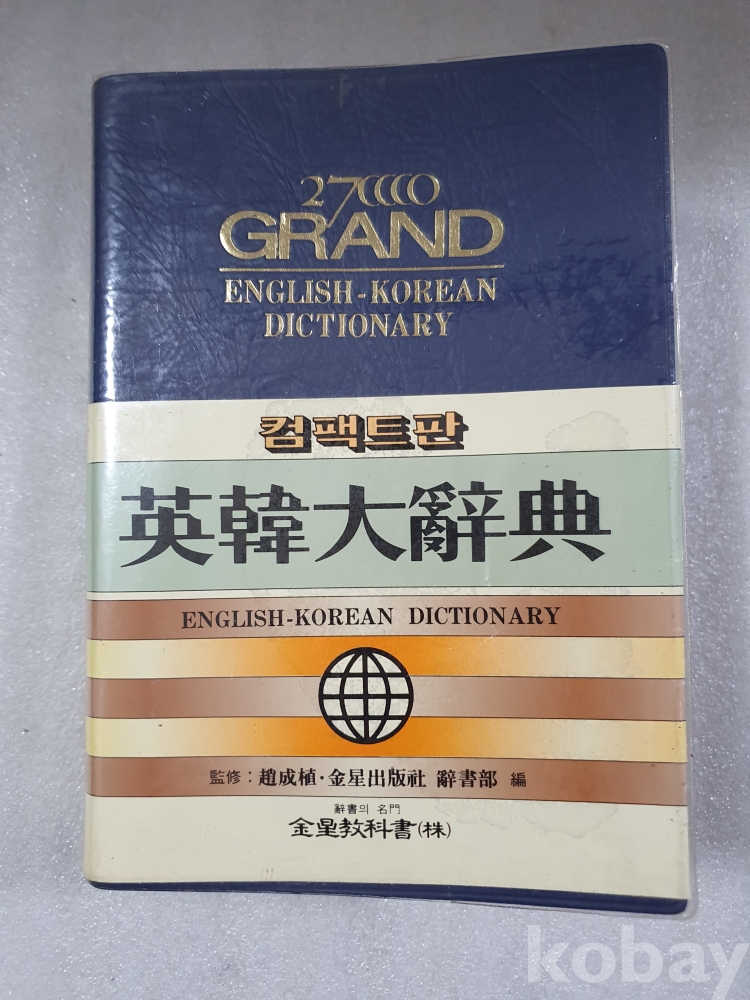 270000
GRAND
ENGLISH-KOREAN
DICTIONARY
컴팩트판
英韓大辭典
ENGLISH-KOREAN DICTIONARY
監修: 趙成植·金星出版社 辭書部 編
辭書의 名門
金星敎科書(株)
kobay